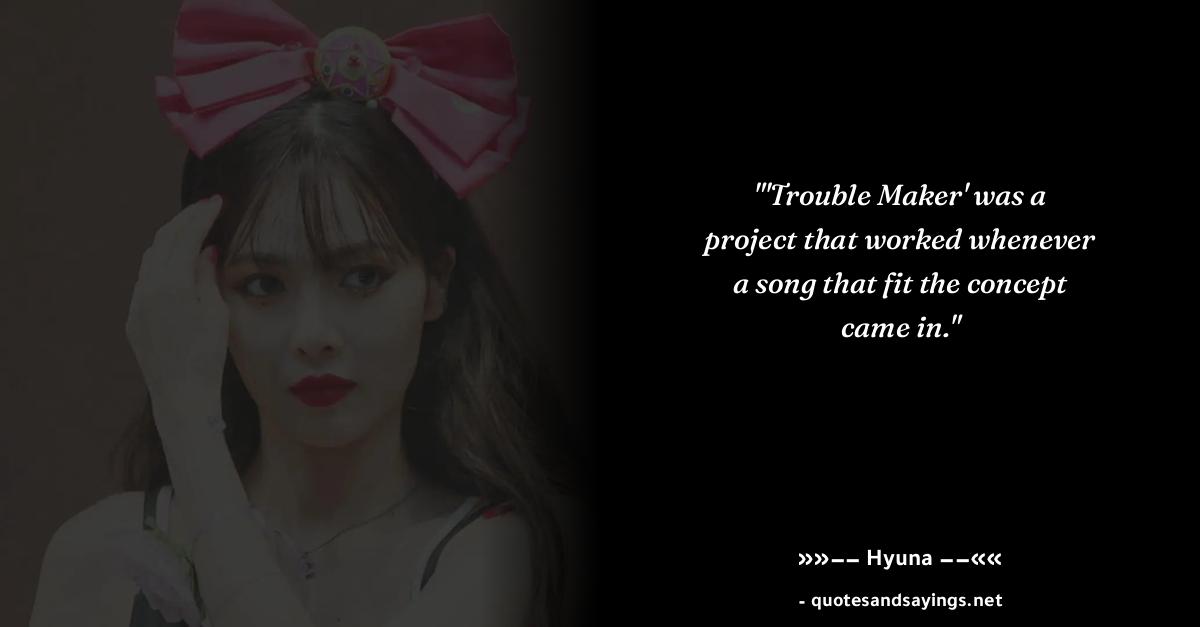 "'Trouble Maker' was a
project that worked whenever
a song that fit the concept
came in."
»»−− Hyuna −−««
- quotesandsayings.net